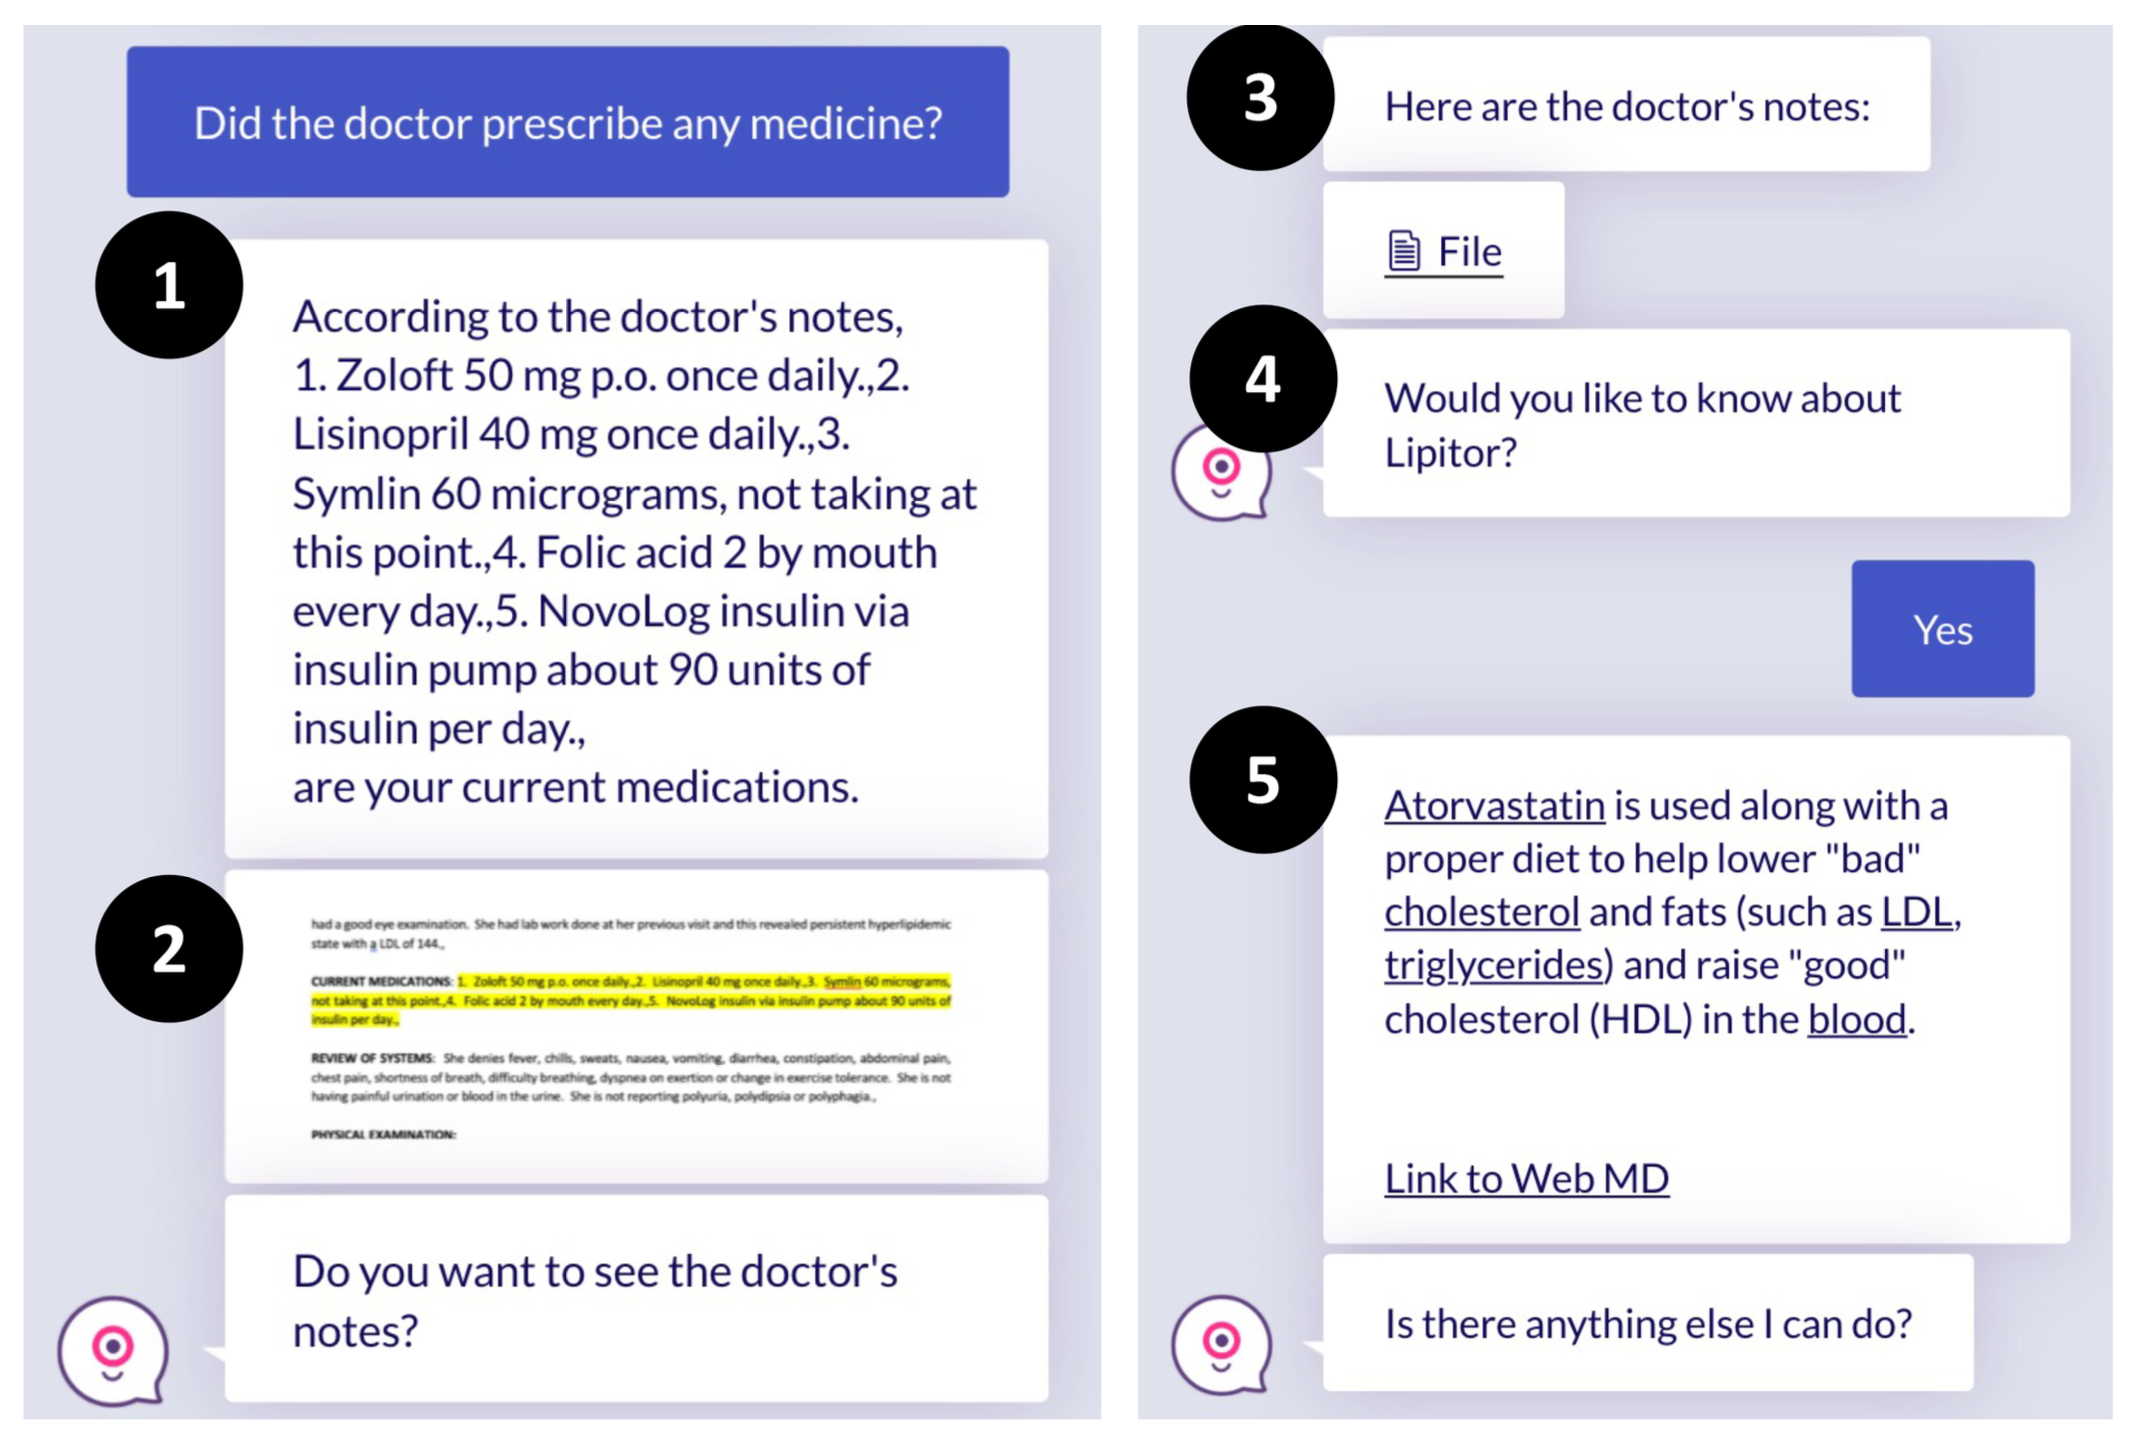 Did the doctor prescribe any medicine?
1
According to the doctor's notes,
1. Zoloft 50 mg p.o. once daily.,2.
Lisinopril 40 mg once daily.,3.
Symlin 60 micrograms, not taking at
this point.,4. Folic acid 2 by mouth
every day.,5. NovoLog insulin via
insulin pump about 90 units of
insulin per day.,
are your current medications.
2
had a good eye examination. She had lab work done at her previous visit and this revealed persistent hyperlipidemic
state with a LDL of 144.,
CURRENT MEDICATIONS: 1. Zoloft 50 mg p.o. once daily.,2. Lisinopril 40 mg once daily.,3. Symlin 60 micrograms,
not taking at this point.,4. Folic acid 2 by mouth every day.,5. NovoLog insulin via insulin pump about 90 units of
insulin per day.,
REVIEW OF SYSTEMS: She denies fever, chills, sweats, nausea, vomiting, diarrhea, constipation, abdominal pain,
chest pain, shortness of breath, difficulty breathing, dyspnea on exertion or change in exercise tolerance. She is not
having painful urination or blood in the urine. She is not reporting polyuria, polydipsia or polyphagia.,
PHYSICAL EXAMINATION:
Do you want to see the doctor's
notes?
3
Here are the doctor's notes:
File
4
Would you like to know about
Lipitor?
Yes
5
Atorvastatin is used along with a
proper diet to help lower "bad"
cholesterol and fats (such as LDL,
triglycerides) and raise "good"
cholesterol (HDL) in the blood.
Link to Web MD
Is there anything else I can do?